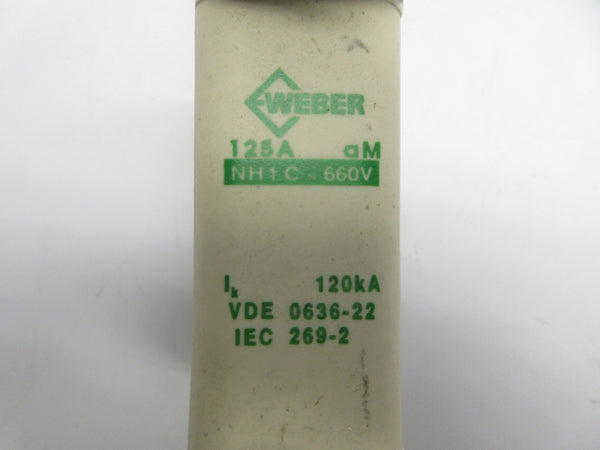 WEBER
125A aM
NH1C ~ 660V
Ik 120kA
VDE 0636-22
IEC 269-2